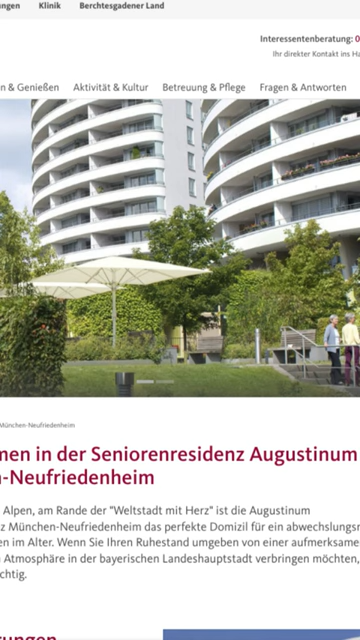 ungen Klinik Berchtesgadener Land
Interessentenberatung: 0
Ihr direkter Kontakt ins Ha
n & Genießen Aktivität & Kultur Betreuung & Pflege Fragen & Antworten
München-Neufriedenheim
men in der Seniorenresidenz Augustinum
n-Neufriedenheim
Alpen, am Rande der "Weltstadt mit Herz" ist die Augustinum
z München-Neufriedenheim das perfekte Domizil für ein abwechslungsr
en im Alter. Wenn Sie Ihren Ruhestand umgeben von einer aufmerksame
Atmosphäre in der bayerischen Landeshauptstadt verbringen möchten,
chtig.